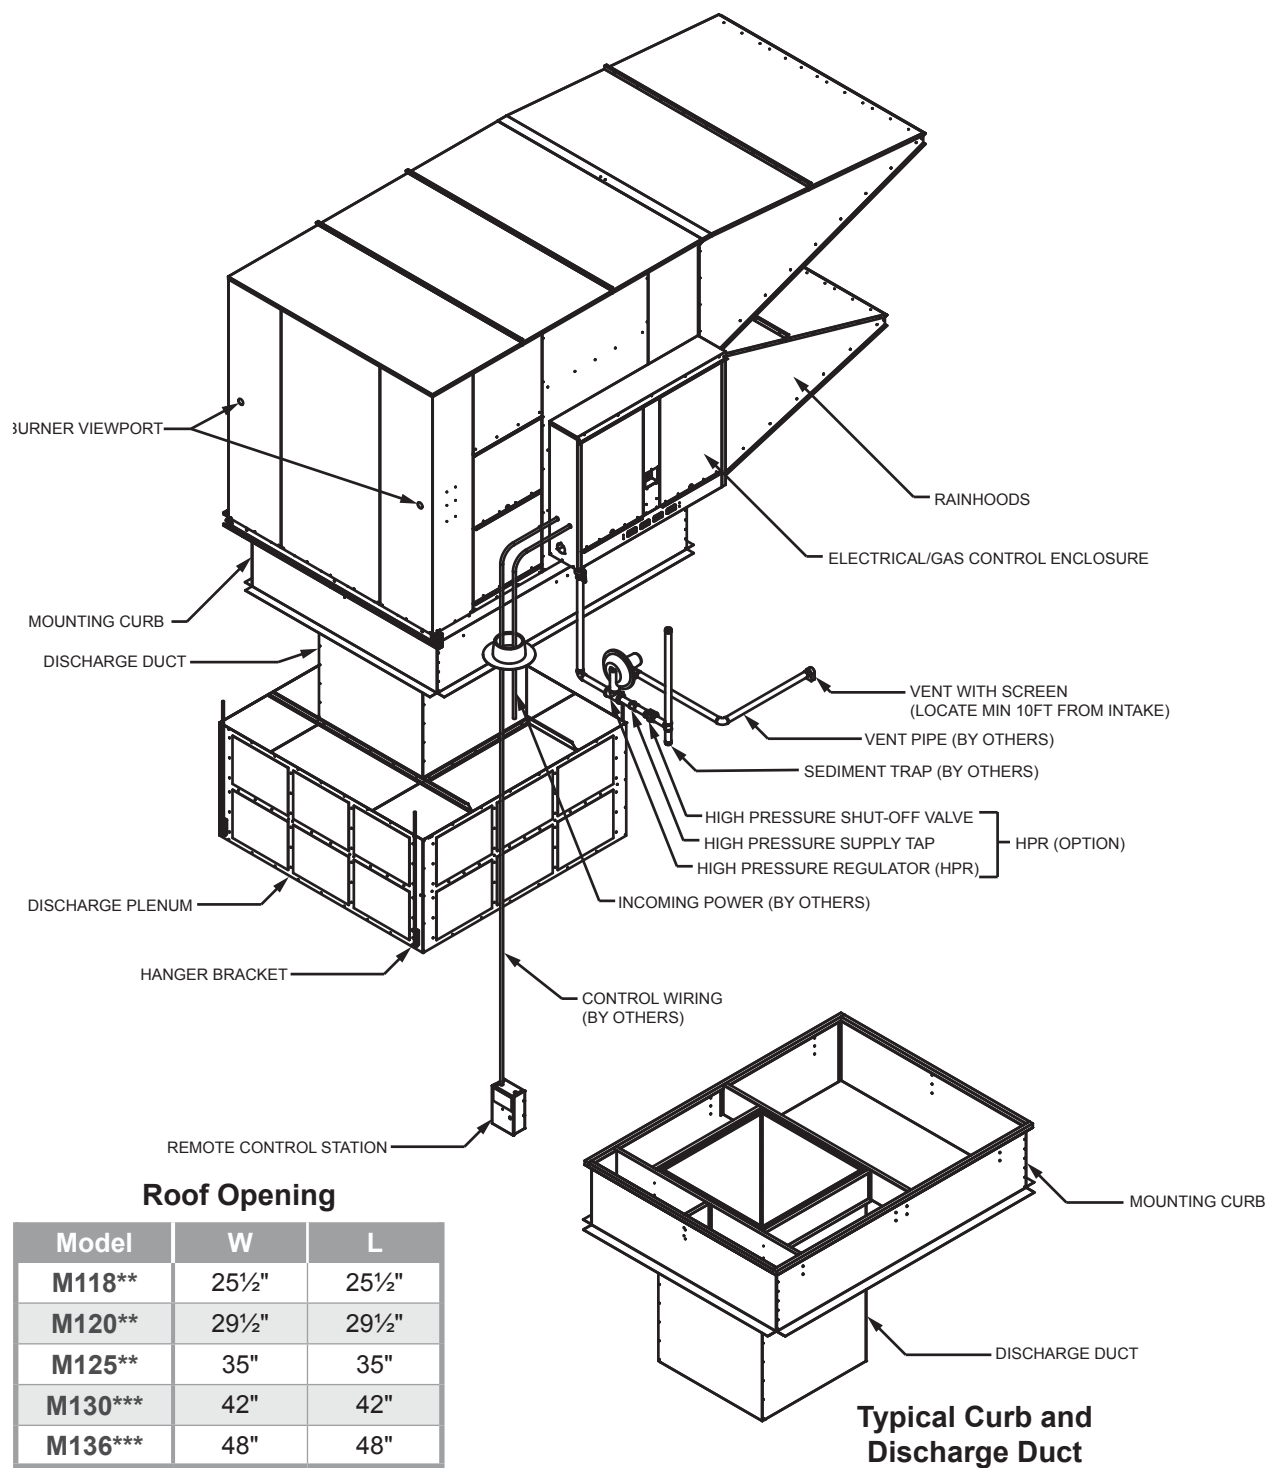 BURNER VIEWPORT
RAINHOODS
ELECTRICAL/GAS CONTROL ENCLOSURE
MOUNTING CURB
DISCHARGE DUCT
VENT WITH SCREEN
(LOCATE MIN 10FT FROM INTAKE)
VENT PIPE (BY OTHERS)
SEDIMENT TRAP (BY OTHERS)
HIGH PRESSURE SHUT-OFF VALVE
HIGH PRESSURE SUPPLY TAP
HPR (OPTION)
HIGH PRESSURE REGULATOR (HPR)
DISCHARGE PLENUM
INCOMING POWER (BY OTHERS)
HANGER BRACKET
CONTROL WIRING
(BY OTHERS)
REMOTE CONTROL STATION
Roof Opening
Model W L
M118** 25½" 25½"
M120** 29½" 29½"
M125** 35" 35"
M130*** 42" 42"
M136*** 48" 48"
MOUNTING CURB
DISCHARGE DUCT
Typical Curb and
Discharge Duct